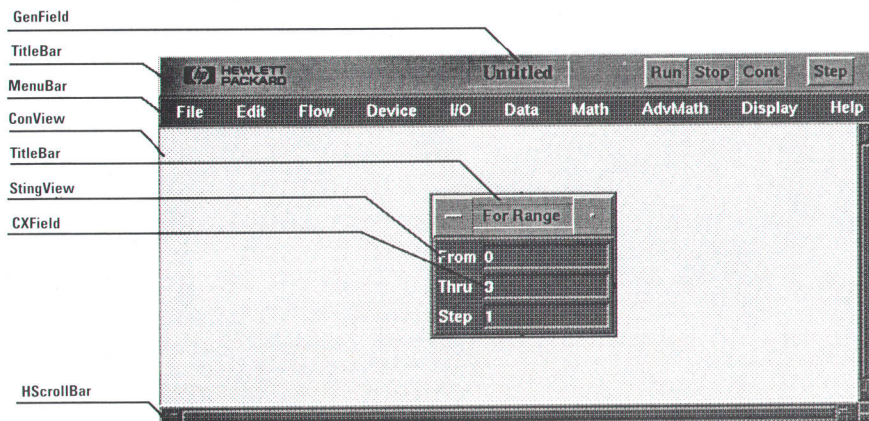 GenField
TitleBar
MenuBar
ConView
TitleBar
StingView
CXField
HScrollBar
hp HEWLETT
PACKARD
Untitled
Run Stop Cont Step
File Edit Flow Device I/O Data Math AdvMath Display Help
For Range
From 0
Thru 3
Step 1